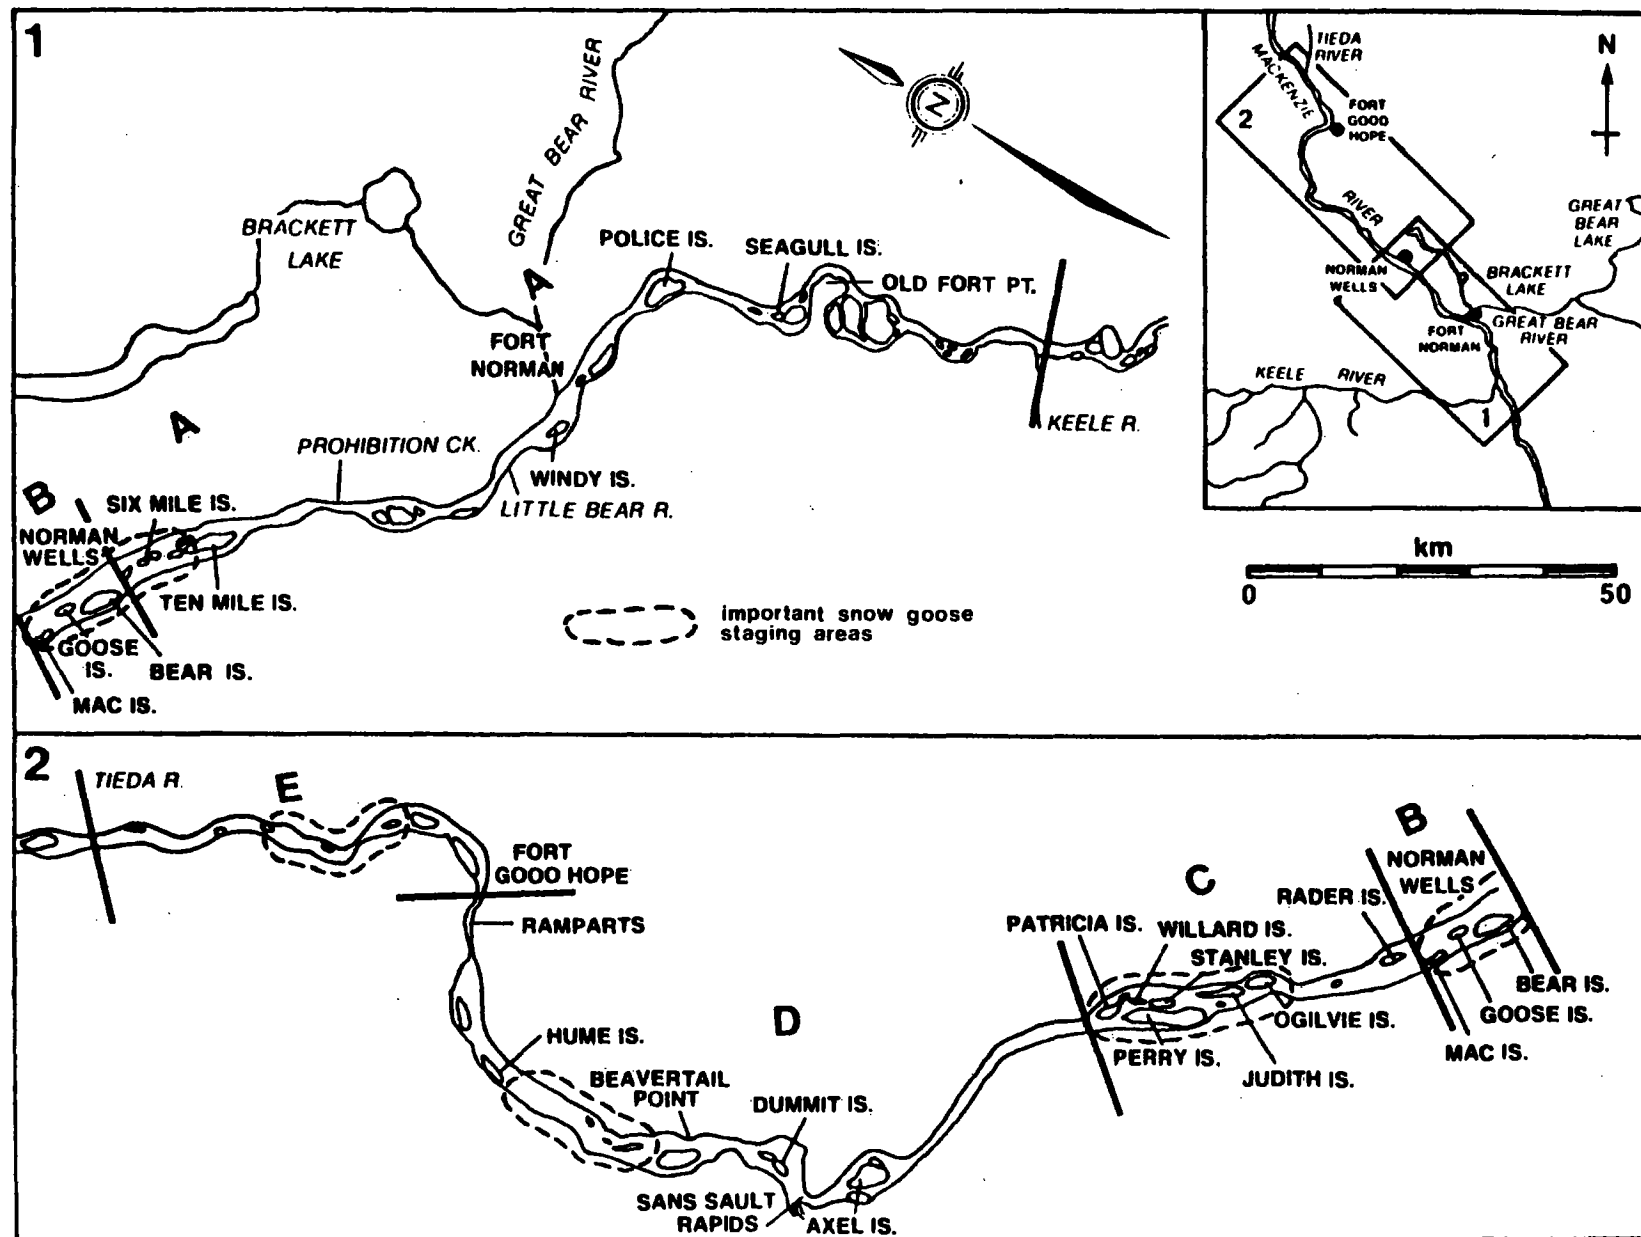 1
GREAT BEAR RIVER
BRACKETT
LAKE
POLICE IS.
SEAGULL IS.
OLD FORT PT.
A
FORT
NORMAN
KEELE R.
A
PROHIBITION CK.
WINDY IS.
LITTLE BEAR R.
B
SIX MILE IS.
NORMAN
WELLS
TEN MILE IS.
GOOSE
IS.
BEAR IS.
MAC IS.
important snow goose
staging areas
N
N
TIEDA
RIVER
MACKENZIE
FORT
GOOD
HOPE
2
RIVER
GREAT
BEAR
LAKE
NORMAN
WELLS
BRACKETT
LAKE
GREAT BEAR
RIVER
FORT
NORMAN
KEELE RIVER
1
km
0 50
2
TIEDA R.
E
FORT
GOOD HOPE
RAMPARTS
HUME IS.
BEAVERTAIL
POINT
D
DUMMIT IS.
SANS SAULT
RAPIDS
AXEL IS.
C
PATRICIA IS.
WILLARD IS.
STANLEY IS.
RADER IS.
B
NORMAN
WELLS
PERRY IS.
JUDITH IS.
OGILVIE IS.
BEAR IS.
GOOSE IS.
MAC IS.